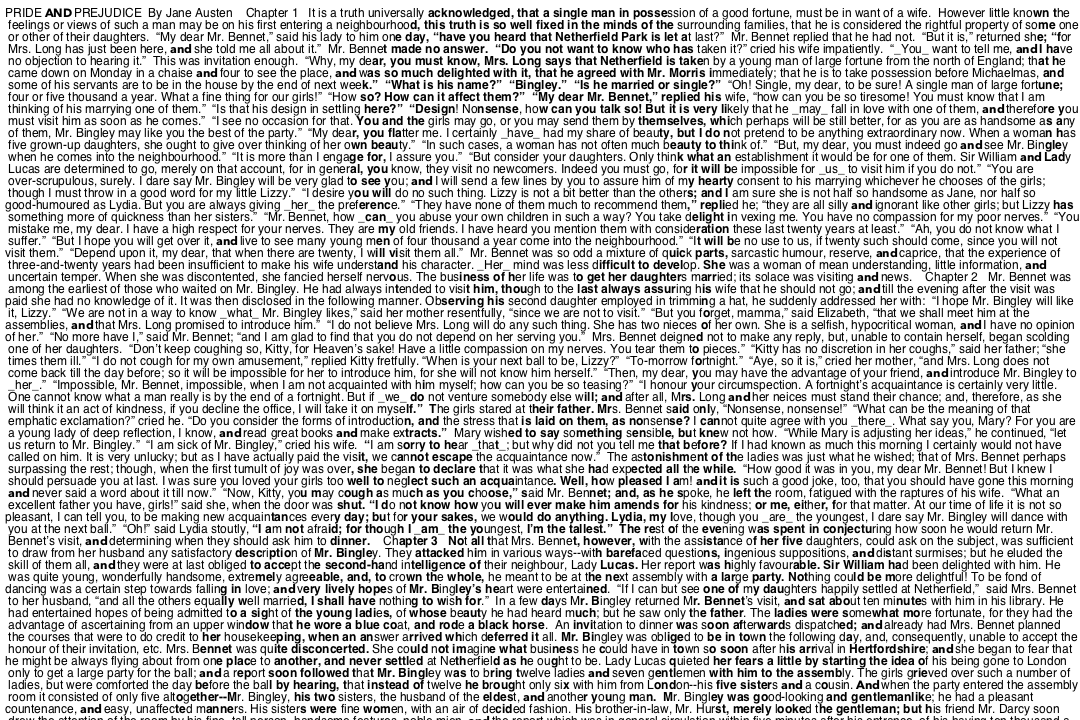 PRIDE AND PREJUDICE By Jane Austen Chapter 1 It is a truth universally acknowledged, that a single man in possession of a good fortune, must be in want of a wife. However little known the
feelings or views of such a man may be on his first entering a neighbourhood, this truth is so well fixed in the minds of the surrounding families, that he is considered the rightful property of some one
or other of their daughters. “My dear Mr. Bennet,” said his lady to him one day, “have you heard that Netherfield Park is let at last?” Mr. Bennet replied that he had not. “But it is,” returned she; “for
Mrs. Long has just been here, and she told me all about it.” Mr. Bennet made no answer. “Do you not want to know who has taken it?” cried his wife impatiently. “_You_ want to tell me, and I have
no objection to hearing it.” This was invitation enough. “Why, my dear, you must know, Mrs. Long says that Netherfield is taken by a young man of large fortune from the north of England; that he
came down on Monday in a chaise and four to see the place, and was so much delighted with it, that he agreed with Mr. Morris immediately; that he is to take possession before Michaelmas, and
some of his servants are to be in the house by the end of next week.” “What is his name?” “Bingley.” “Is he married or single?” “Oh! Single, my dear, to be sure! A single man of large fortune;
four or five thousand a year. What a fine thing for our girls!” “How so? How can it affect them?” “My dear Mr. Bennet,” replied his wife, “how can you be so tiresome! You must know that I am
thinking of his marrying one of them.” “Is that his design in settling here?” “Design! Nonsense, how can you talk so! But it is very likely that he _may_ fall in love with one of them, and therefore you
must visit him as soon as he comes.” “I see no occasion for that. You and the girls may go, or you may send them by themselves, which perhaps will be still better, for as you are as handsome as any
of them, Mr. Bingley may like you the best of the party.” “My dear, you flatter me. I certainly _have_ had my share of beauty, but I do not pretend to be anything extraordinary now. When a woman has
five grown-up daughters, she ought to give over thinking of her own beauty.” “In such cases, a woman has not often much beauty to think of.” “But, my dear, you must indeed go and see Mr. Bingley
when he comes into the neighbourhood.” “It is more than I engage for, I assure you.” “But consider your daughters. Only think what an establishment it would be for one of them. Sir William and Lady
Lucas are determined to go, merely on that account, for in general, you know, they visit no newcomers. Indeed you must go, for it will be impossible for _us_ to visit him if you do not.” “You are
over-scrupulous, surely. I dare say Mr. Bingley will be very glad to see you; and I will send a few lines by you to assure him of my hearty consent to his marrying whichever he chooses of the girls;
though I must throw in a good word for my little Lizzy.” “I desire you will do no such thing. Lizzy is not a bit better than the others; and I am sure she is not half so handsome as Jane, nor half so
good-humoured as Lydia. But you are always giving _her_ the preference.” “They have none of them much to recommend them,” replied he; “they are all silly and ignorant like other girls; but Lizzy has
something more of quickness than her sisters.” “Mr. Bennet, how _can_ you abuse your own children in such a way? You take delight in vexing me. You have no compassion for my poor nerves.” “You
mistake me, my dear. I have a high respect for your nerves. They are my old friends. I have heard you mention them with consideration these last twenty years at least.” “Ah, you do not know what I
suffer.” “But I hope you will get over it, and live to see many young men of four thousand a year come into the neighbourhood.” “It will be no use to us, if twenty such should come, since you will not
visit them.” “Depend upon it, my dear, that when there are twenty, I will visit them all.” Mr. Bennet was so odd a mixture of quick parts, sarcastic humour, reserve, and caprice, that the experience of
three-and-twenty years had been insufficient to make his wife understand his character. _Her_ mind was less difficult to develop. She was a woman of mean understanding, little information, and
uncertain temper. When she was discontented, she fancied herself nervous. The business of her life was to get her daughters married; its solace was visiting and news. Chapter 2 Mr. Bennet was
among the earliest of those who waited on Mr. Bingley. He had always intended to visit him, though to the last always assuring his wife that he should not go; and till the evening after the visit was
paid she had no knowledge of it. It was then disclosed in the following manner. Observing his second daughter employed in trimming a hat, he suddenly addressed her with: “I hope Mr. Bingley will like
it, Lizzy.” “We are not in a way to know _what_ Mr. Bingley likes,” said her mother resentfully, “since we are not to visit.” “But you forget, mamma,” said Elizabeth, “that we shall meet him at the
assemblies, and that Mrs. Long promised to introduce him.” “I do not believe Mrs. Long will do any such thing. She has two nieces of her own. She is a selfish, hypocritical woman, and I have no opinion
of her.” “No more have I,” said Mr. Bennet; “and I am glad to find that you do not depend on her serving you.” Mrs. Bennet deigned not to make any reply, but, unable to contain herself, began scolding
one of her daughters. “Don't keep coughing so, Kitty, for Heaven's sake! Have a little compassion on my nerves. You tear them to pieces.” “Kitty has no discretion in her coughs,” said her father; “she
times them ill.” “I do not cough for my own amusement,” replied Kitty fretfully. “When is your next ball to be, Lizzy?” “To-morrow fortnight.” “Aye, so it is,” cried her mother, “and Mrs. Long does not
come back till the day before; so it will be impossible for her to introduce him, for she will not know him herself.” “Then, my dear, you may have the advantage of your friend, and introduce Mr. Bingley to
_her_.” “Impossible, Mr. Bennet, impossible, when I am not acquainted with him myself; how can you be so teasing?” “I honour your circumspection. A fortnight's acquaintance is certainly very little.
One cannot know what a man really is by the end of a fortnight. But if _we_ do not venture somebody else will; and after all, Mrs. Long and her neices must stand their chance; and, therefore, as she
will think it an act of kindness, if you decline the office, I will take it on myself.” The girls stared at their father. Mrs. Bennet said only, “Nonsense, nonsense!” “What can be the meaning of that
emphatic exclamation?” cried he. “Do you consider the forms of introduction, and the stress that is laid on them, as nonsense? I cannot quite agree with you _there_. What say you, Mary? For you are
a young lady of deep reflection, I know, and read great books and make extracts.” Mary wished to say something sensible, but knew not how. “While Mary is adjusting her ideas,” he continued, “let
us return to Mr. Bingley.” “I am sick of Mr. Bingley,” cried his wife. “I am sorry to hear _that_; but why did not you tell me that before? If I had known as much this morning I certainly would not have
called on him. It is very unlucky; but as I have actually paid the visit, we cannot escape the acquaintance now.” The astonishment of the ladies was just what he wished; that of Mrs. Bennet perhaps
surpassing the rest; though, when the first tumult of joy was over, she began to declare that it was what she had expected all the while. “How good it was in you, my dear Mr. Bennet! But I knew I
should persuade you at last. I was sure you loved your girls too well to neglect such an acquaintance. Well, how pleased I am! and it is such a good joke, too, that you should have gone this morning
and never said a word about it till now.” “Now, Kitty, you may cough as much as you choose,” said Mr. Bennet; and, as he spoke, he left the room, fatigued with the raptures of his wife. “What an
excellent father you have, girls!” said she, when the door was shut. “I do not know how you will ever make him amends for his kindness; or me, either, for that matter. At our time of life it is not so
pleasant, I can tell you, to be making new acquaintances every day; but for your sakes, we would do anything. Lydia, my love, though you _are_ the youngest, I dare say Mr. Bingley will dance with
you at the next ball.” “Oh!” said Lydia stoutly, “I am not afraid; for though I _am_ the youngest, I'm the tallest.” The rest of the evening was spent in conjecturing how soon he would return Mr.
Bennet's visit, and determining when they should ask him to dinner. Chapter 3 Not all that Mrs. Bennet, however, with the assistance of her five daughters, could ask on the subject, was sufficient
to draw from her husband any satisfactory description of Mr. Bingley. They attacked him in various ways--with barefaced questions, ingenious suppositions, and distant surmises; but he eluded the
skill of them all, and they were at last obliged to accept the second-hand intelligence of their neighbour, Lady Lucas. Her report was highly favourable. Sir William had been delighted with him. He
was quite young, wonderfully handsome, extremely agreeable, and, to crown the whole, he meant to be at the next assembly with a large party. Nothing could be more delightful! To be fond of
dancing was a certain step towards falling in love; and very lively hopes of Mr. Bingley's heart were entertained. “If I can but see one of my daughters happily settled at Netherfield,” said Mrs. Bennet
to her husband, “and all the others equally well married, I shall have nothing to wish for.” In a few days Mr. Bingley returned Mr. Bennet's visit, and sat about ten minutes with him in his library. He
had entertained hopes of being admitted to a sight of the young ladies, of whose beauty he had heard much; but he saw only the father. The ladies were somewhat more fortunate, for they had the
advantage of ascertaining from an upper window that he wore a blue coat, and rode a black horse. An invitation to dinner was soon afterwards dispatched; and already had Mrs. Bennet planned
the courses that were to do credit to her housekeeping, when an answer arrived which deferred it all. Mr. Bingley was obliged to be in town the following day, and, consequently, unable to accept the
honour of their invitation, etc. Mrs. Bennet was quite disconcerted. She could not imagine what business he could have in town so soon after his arrival in Hertfordshire; and she began to fear that
he might be always flying about from one place to another, and never settled at Netherfield as he ought to be. Lady Lucas quieted her fears a little by starting the idea of his being gone to London
only to get a large party for the ball; and a report soon followed that Mr. Bingley was to bring twelve ladies and seven gentlemen with him to the assembly. The girls grieved over such a number of
ladies, but were comforted the day before the ball by hearing, that instead of twelve he brought only six with him from London--his five sisters and a cousin. And when the party entered the assembly
room it consisted of only five altogether--Mr. Bingley, his two sisters, the husband of the eldest, and another young man. Mr. Bingley was good-looking and gentlemanlike; he had a pleasant
countenance, and easy, unaffected manners. His sisters were fine women, with an air of decided fashion. His brother-in-law, Mr. Hurst, merely looked the gentleman; but his friend Mr. Darcy soon
drew the attention of the room by his fine, tall person, handsome features, noble mien, and the report which was in general circulation within five minutes after his entrance, of his having ten thousand a